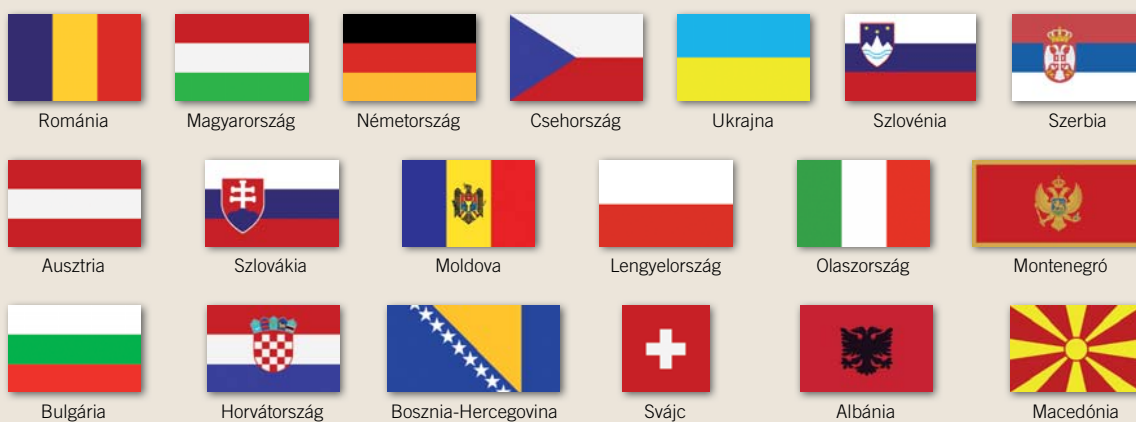 Románia Magyarország Németország Csehország Ukrajna Szlovénia Szerbia
Ausztria Szlovákia Moldova Lengyelország Olaszország Montenegró
Bulgária Horvátország Bosznia-Hercegovina Svájc Albánia Macedónia